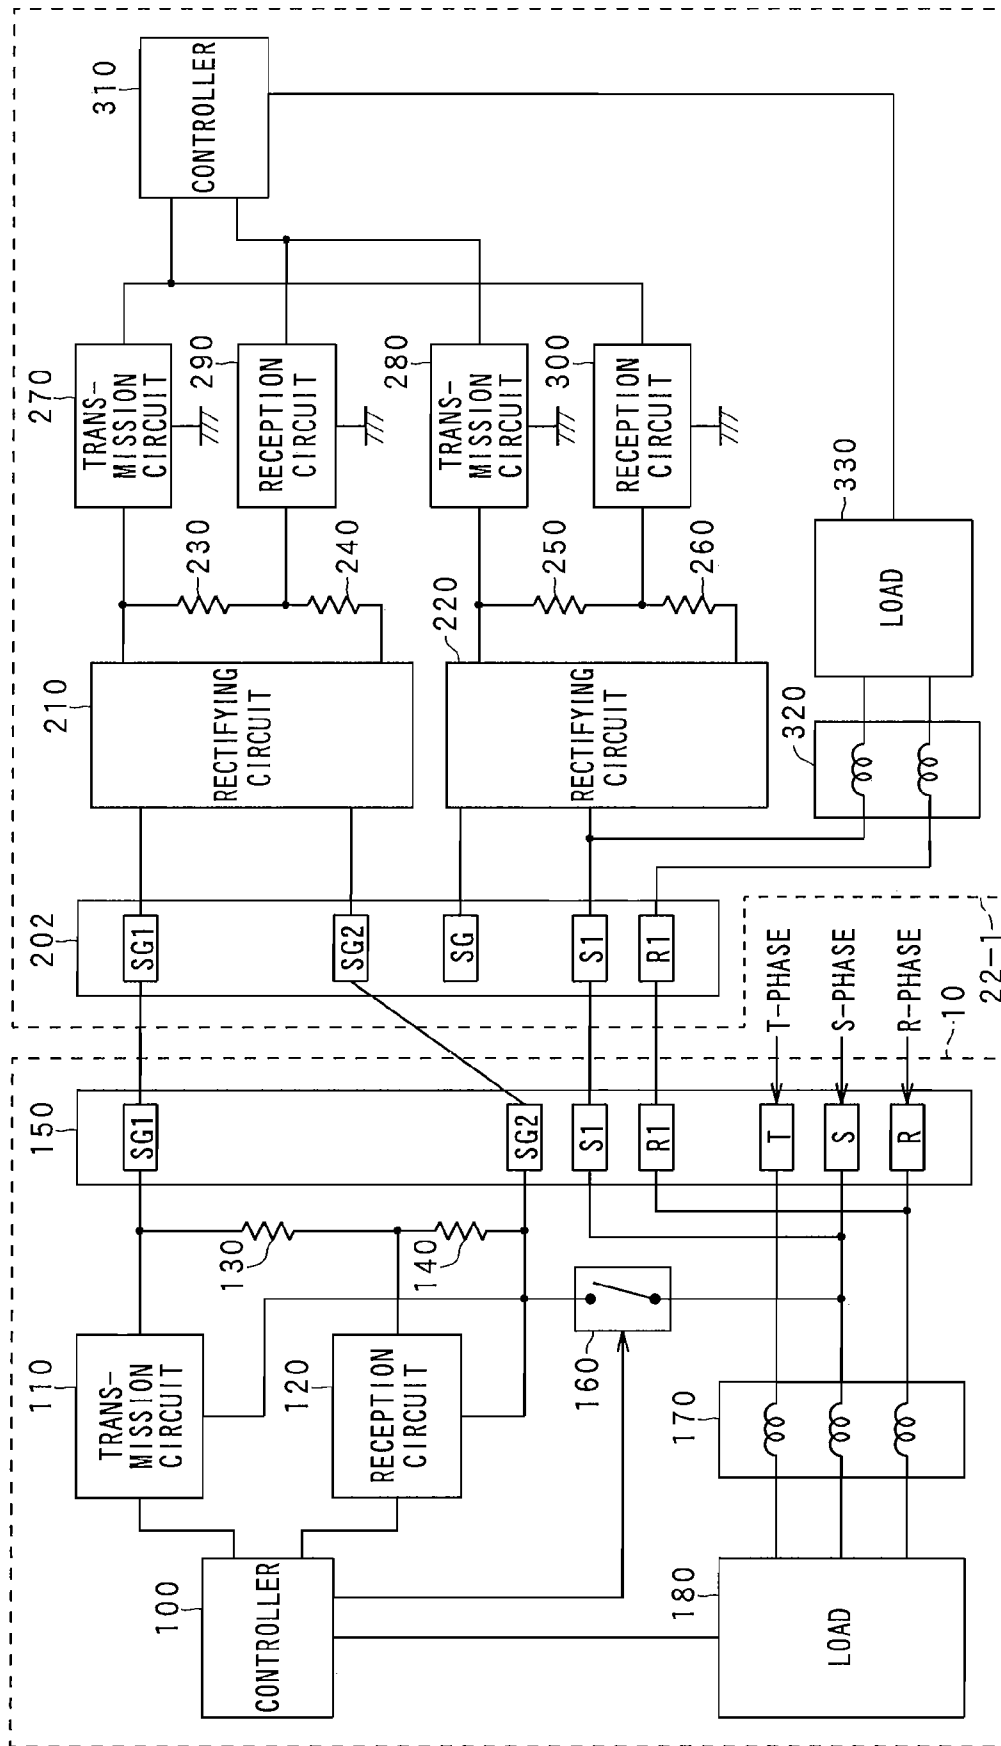 310
CONTROLLER
270
TRANS-
MISSION
CIRCUIT
290
RECEPTION
CIRCUIT
280
TRANS-
MISSION
CIRCUIT
300
RECEPTION
CIRCUIT
230
240
250
260
330
LOAD
210
RECTIFYING
CIRCUIT
220
RECTIFYING
CIRCUIT
320
202
SG1
SG2
SG
S1
R1
22-1
10
T-PHASE
S-PHASE
R-PHASE
150
SG1
SG2
S1
R1
T
S
R
130
140
110
TRANS-
MISSION
CIRCUIT
120
RECEPTION
CIRCUIT
160
170
100
CONTROLLER
180
LOAD